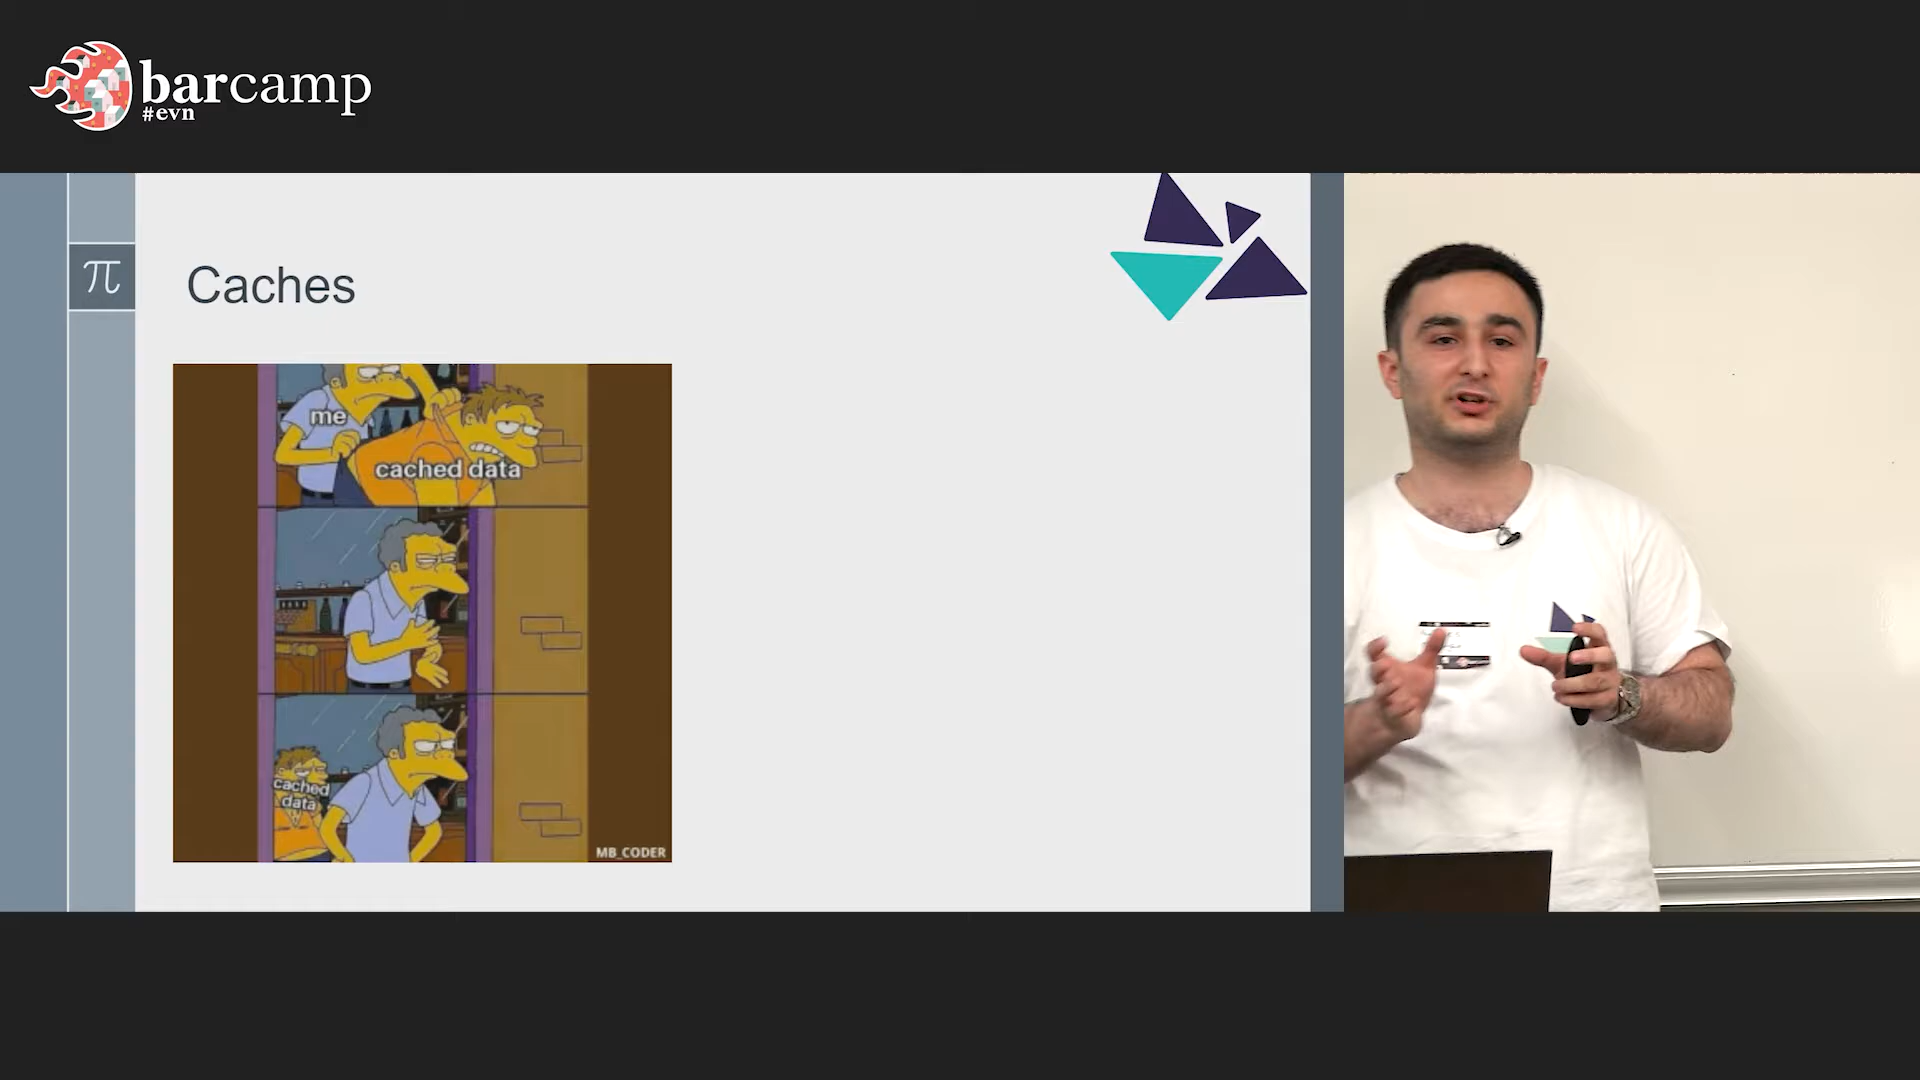 barcamp
#evn
π
Caches
me
cached data
cached
data
MB_CODER